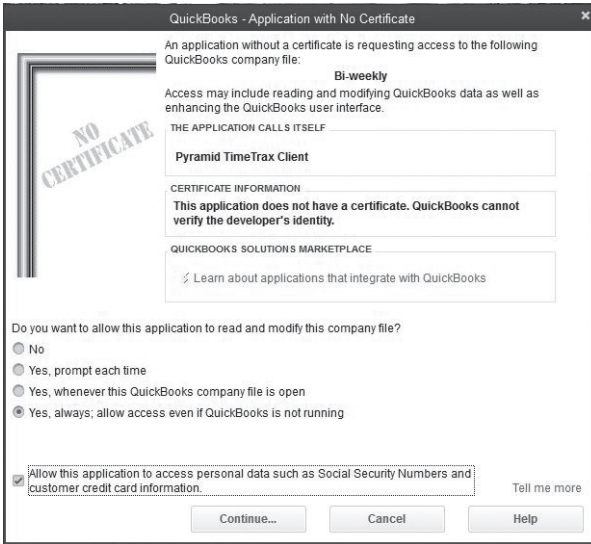 QuickBooks - Application with No Certificate
An application without a certificate is requesting access to the following
QuickBooks company file:
Bi-weekly
Access may include reading and modifying QuickBooks data as well as
enhancing the QuickBooks user interface.
NO
CERTIFICATE
THE APPLICATION CALLS ITSELF
Pyramid TimeTrax Client
CERTIFICATE INFORMATION
This application does not have a certificate. QuickBooks cannot
verify the developer's identity.
QUICKBOOKS SOLUTIONS MARKETPLACE
Learn about applications that integrate with QuickBooks
Do you want to allow this application to read and modify this company file?
No
Yes, prompt each time
Yes, whenever this QuickBooks company file is open
Yes, always; allow access even if QuickBooks is not running
Allow this application to access personal data such as Social Security Numbers and
customer credit card information.
Tell me more
Continue...
Cancel
Help